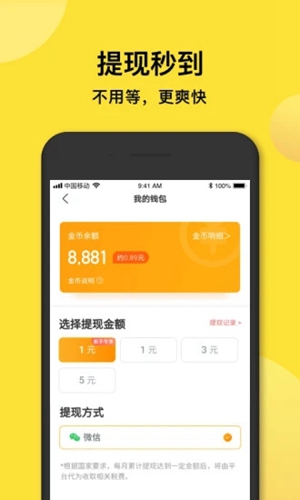 提现秒到
不用等，更爽快
中国移动 9:41 AM 100%
我的钱包
金币余额 金币明细>
8,881 约0.89元
金币说明
选择提现金额 提现记录>
新手专享
1 元 1 元 3 元
5 元
提现方式
微信
*根据国家要求，每月累计提现达到一定金额后，将由平
台代为收取相关税费。